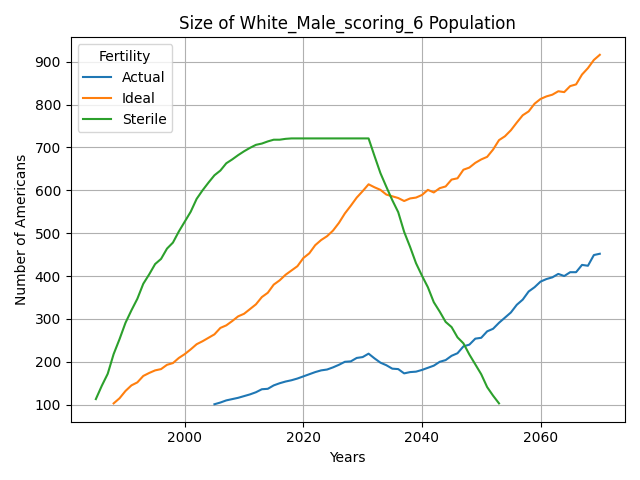 Size of White_Male_scoring_6 Population
Fertility
Actual
Ideal
Sterile
Number of Americans
900
800
700
600
500
400
300
200
100
2000
2020
2040
2060
Years